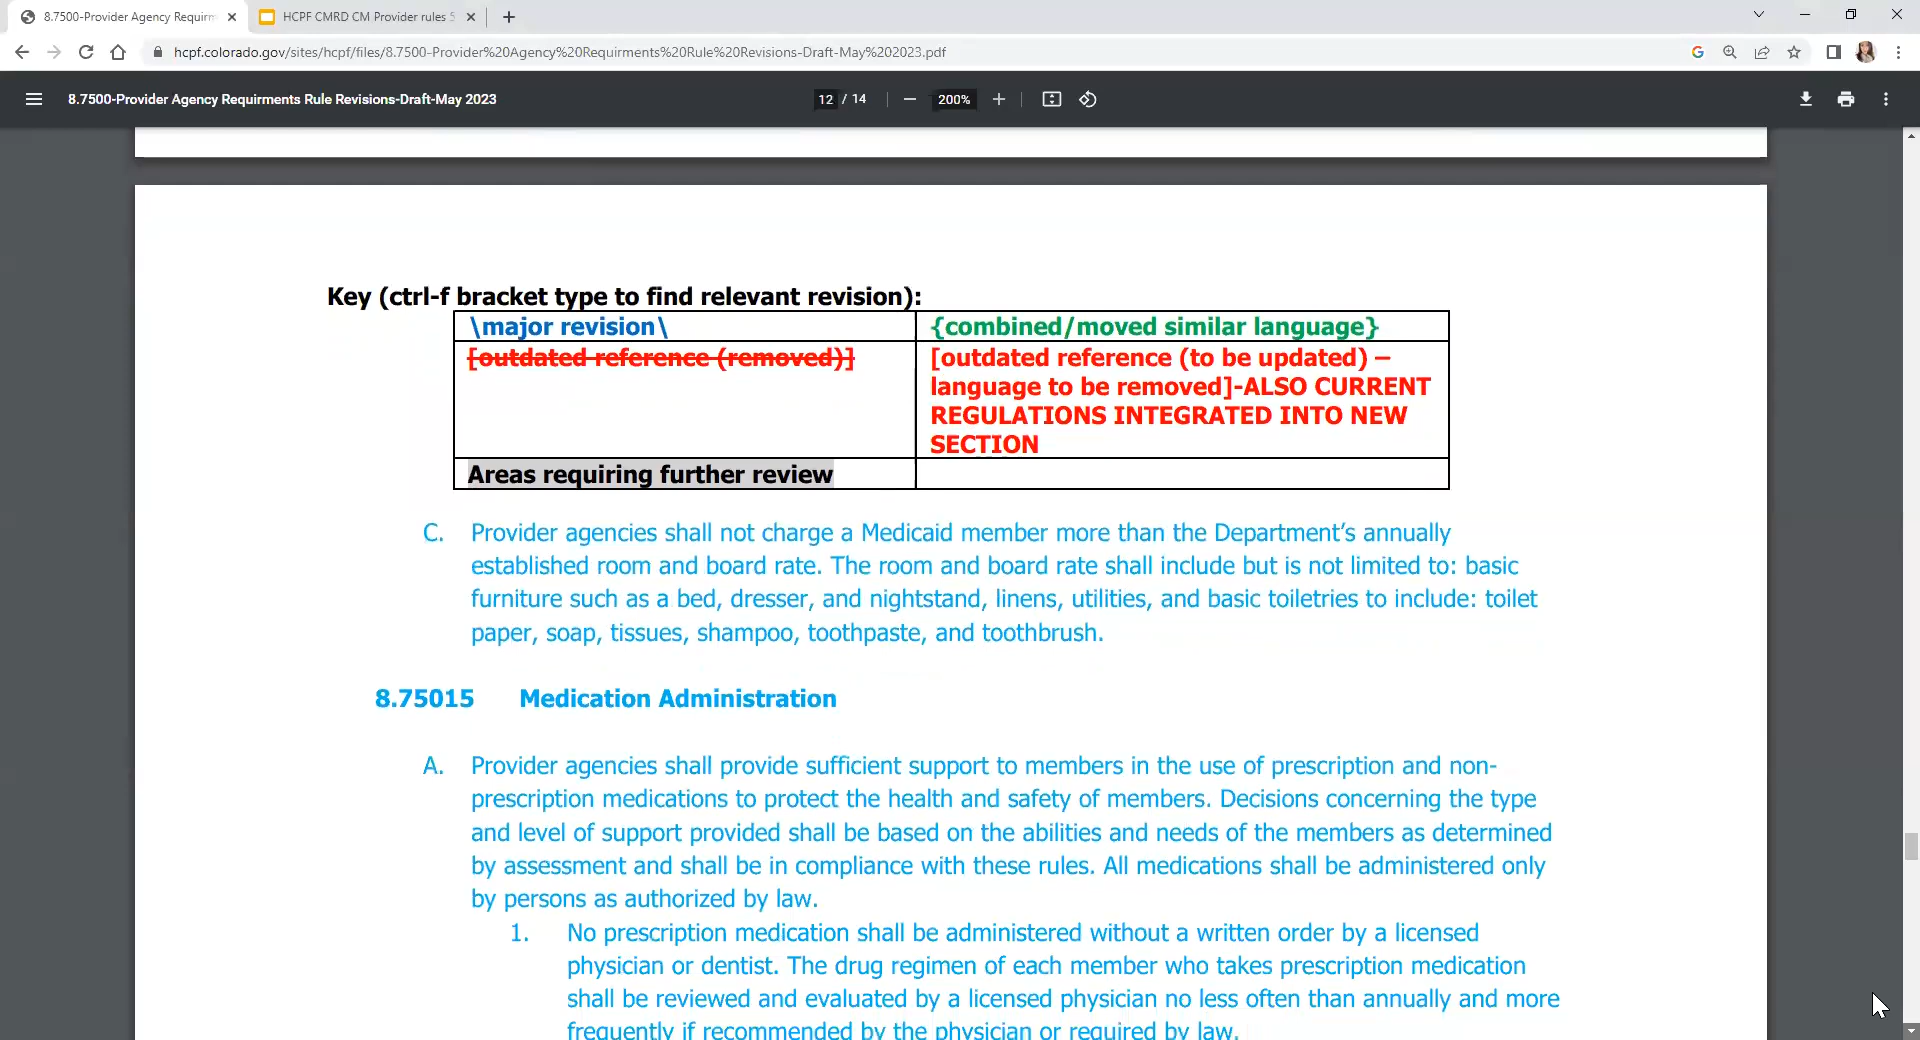 8.7500-Provider Agency Requirm
HCPF CMRD CM Provider rules 5
hcpf.colorado.gov/sites/hcpf/files/8.7500-Provider%20Agency%20Requirments%20Rule%20Revisions-Draft-May%202023.pdf
8.7500-Provider Agency Requirments Rule Revisions-Draft-May 2023
12 / 14
200%
Key (ctrl-f bracket type to find relevant revision):
\major revision\
{combined/moved similar language}
[outdated reference (removed)]
[outdated reference (to be updated) –
language to be removed]-ALSO CURRENT
REGULATIONS INTEGRATED INTO NEW
SECTION
Areas requiring further review
C. Provider agencies shall not charge a Medicaid member more than the Department’s annually
established room and board rate. The room and board rate shall include but is not limited to: basic
furniture such as a bed, dresser, and nightstand, linens, utilities, and basic toiletries to include: toilet
paper, soap, tissues, shampoo, toothpaste, and toothbrush.
8.75015 Medication Administration
A. Provider agencies shall provide sufficient support to members in the use of prescription and non-
prescription medications to protect the health and safety of members. Decisions concerning the type
and level of support provided shall be based on the abilities and needs of the members as determined
by assessment and shall be in compliance with these rules. All medications shall be administered only
by persons as authorized by law.
1. No prescription medication shall be administered without a written order by a licensed
physician or dentist. The drug regimen of each member who takes prescription medication
shall be reviewed and evaluated by a licensed physician no less often than annually and more
frequently if recommended by the physician or required by law.